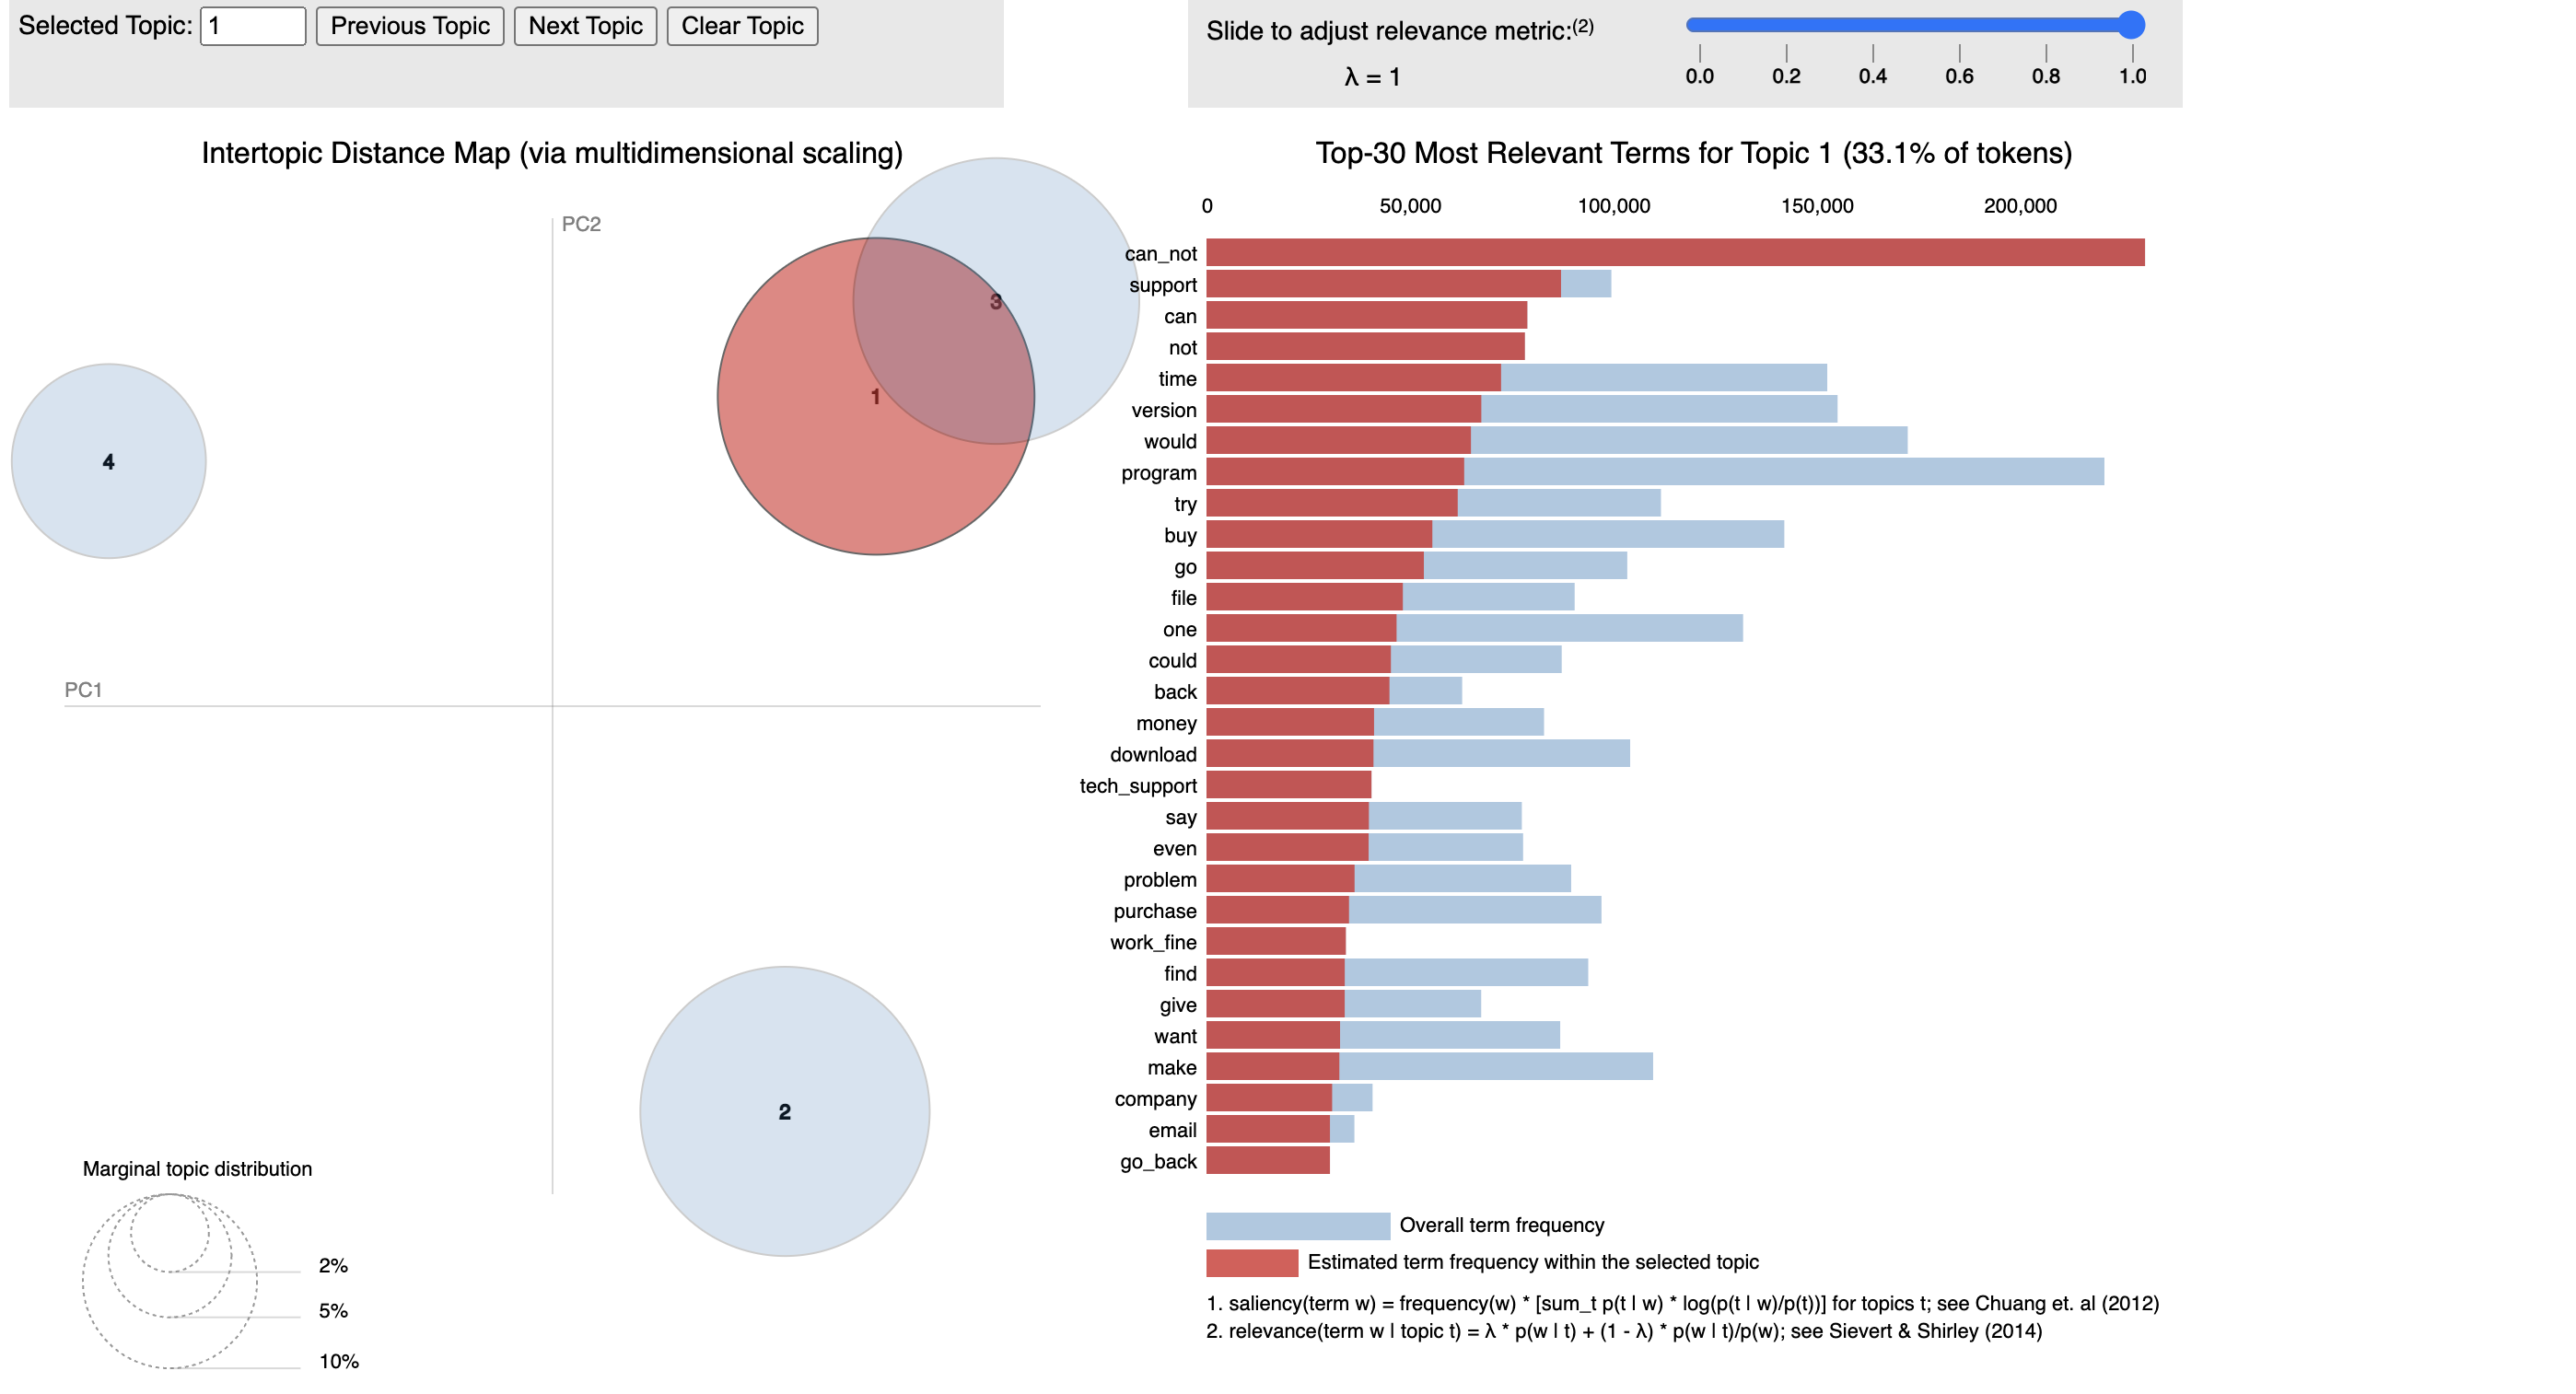 Selected Topic: 1 Previous Topic Next Topic Clear Topic
Slide to adjust relevance metric:(2)
λ = 1
0.0 0.2 0.4 0.6 0.8 1.0
Intertopic Distance Map (via multidimensional scaling)
PC2
PC1
3
1
4
2
Marginal topic distribution
2%
5%
10%
Top-30 Most Relevant Terms for Topic 1 (33.1% of tokens)
0 50,000 100,000 150,000 200,000
can_not
support
can
not
time
version
would
program
try
buy
go
file
one
could
back
money
download
tech_support
say
even
problem
purchase
work_fine
find
give
want
make
company
email
go_back
Overall term frequency
Estimated term frequency within the selected topic
1. saliency(term w) = frequency(w) * [sum_t p(t | w) * log(p(t | w)/p(t))] for topics t; see Chuang et. al (2012)
2. relevance(term w | topic t) = λ * p(w | t) + (1 - λ) * p(w | t)/p(w); see Sievert & Shirley (2014)